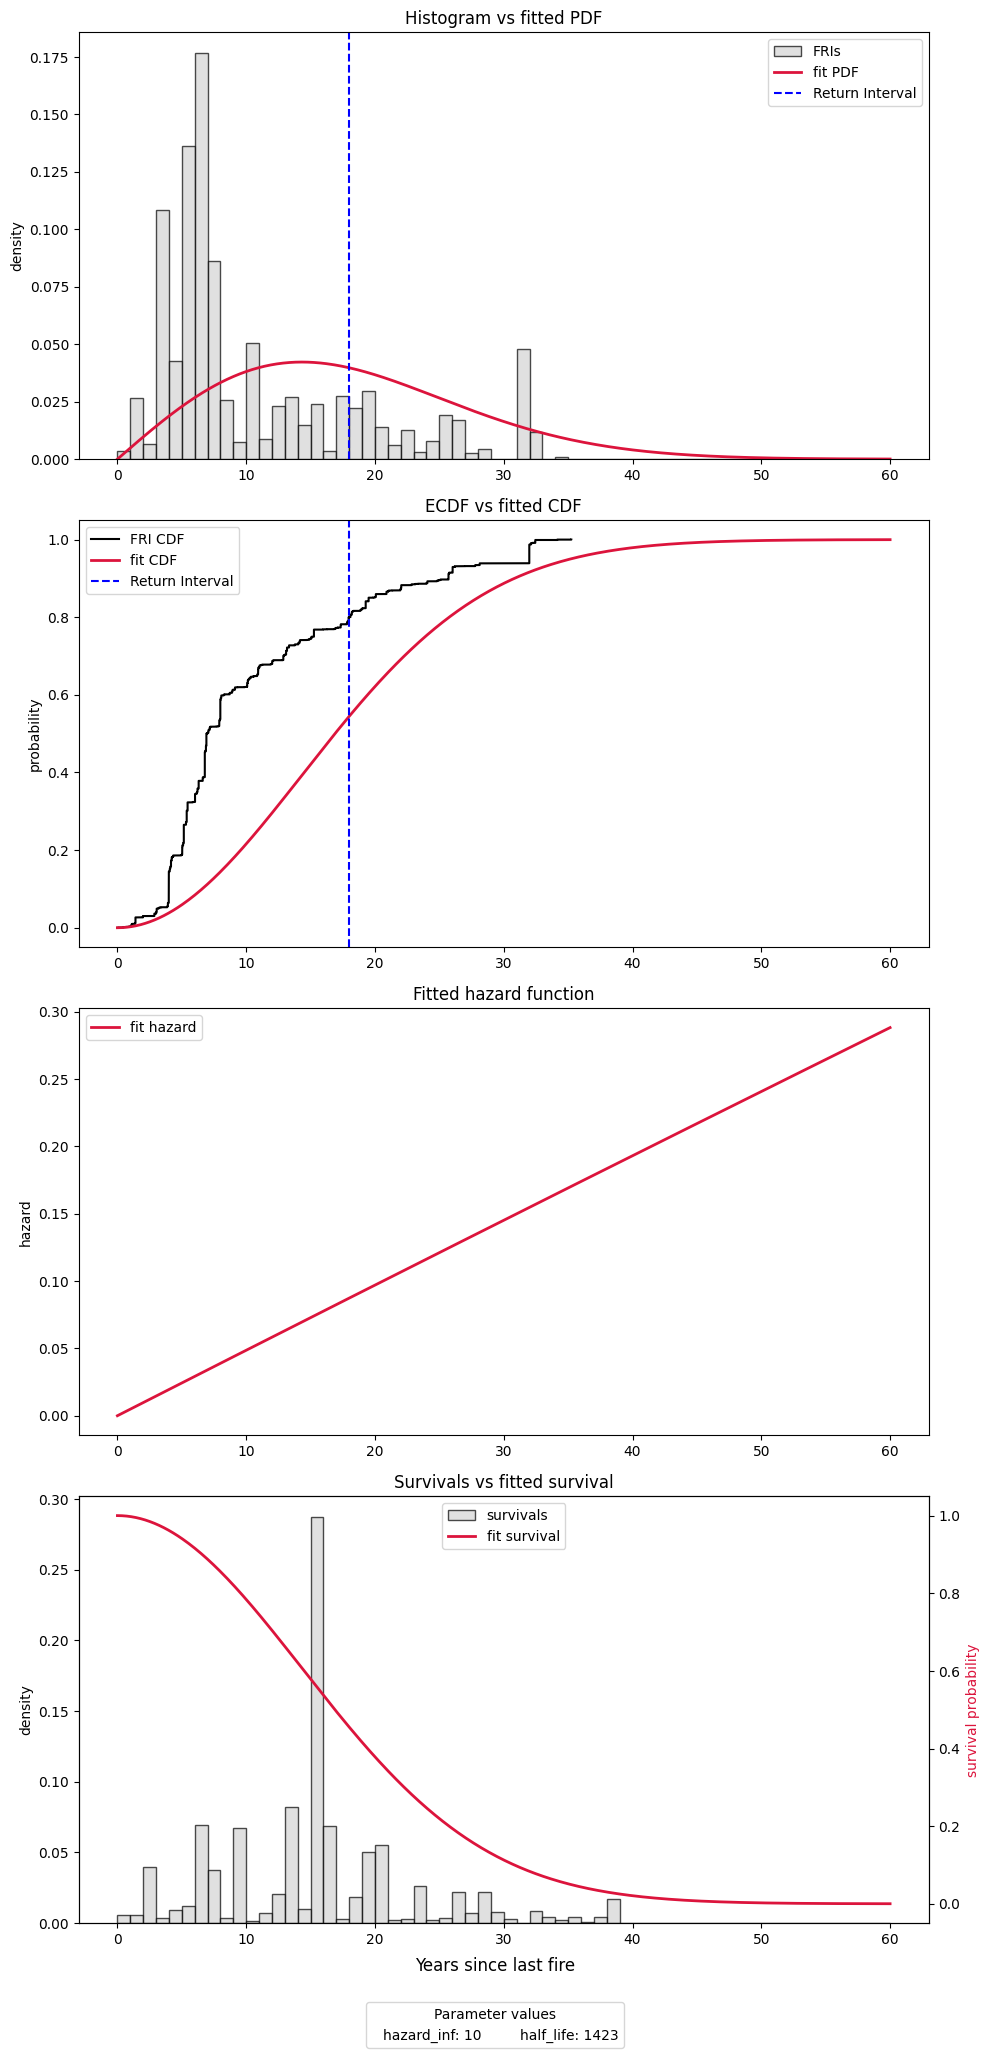 Histogram vs fitted PDF
density
0.175
0.150
0.125
0.100
0.075
0.050
0.025
0.000
FRIs
fit PDF
Return Interval
0 10 20 30 40 50 60
ECDF vs fitted CDF
probability
1.0
0.8
0.6
0.4
0.2
0.0
FRI CDF
fit CDF
Return Interval
0 10 20 30 40 50 60
Fitted hazard function
hazard
0.30
0.25
0.20
0.15
0.10
0.05
0.00
fit hazard
0 10 20 30 40 50 60
Survivals vs fitted survival
density
0.30
0.25
0.20
0.15
0.10
0.05
0.00
survivals
fit survival
1.0
0.8
0.6
0.4
0.2
0.0
survival probability
0 10 20 30 40 50 60
Years since last fire
Parameter values
hazard_inf: 10 half_life: 1423